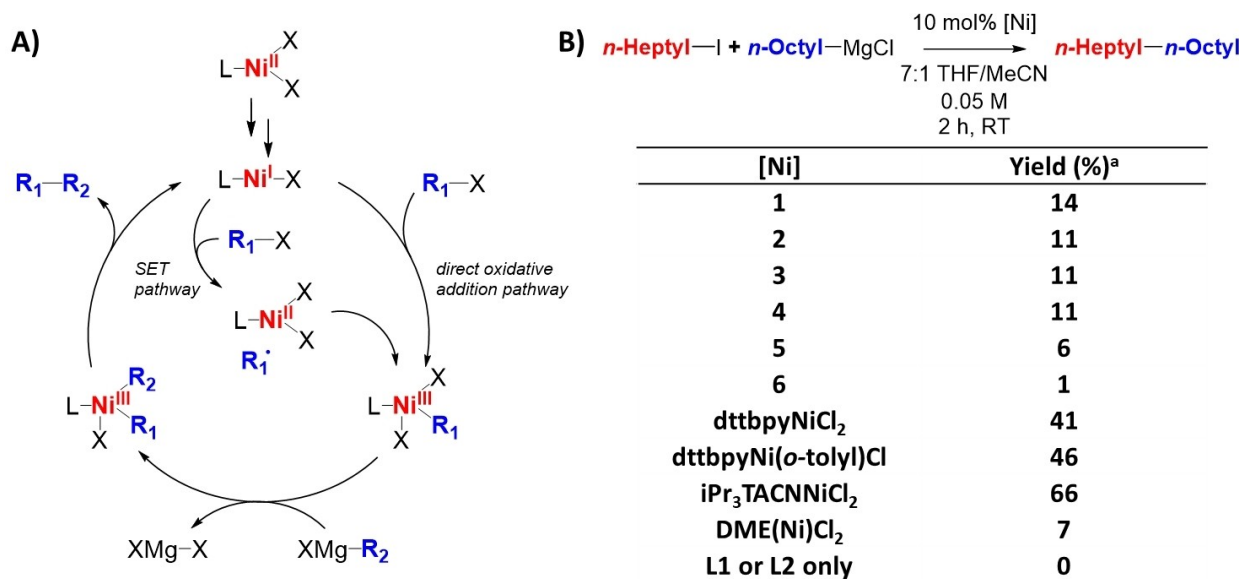 A)
L-Ni^II X X
L-Ni^I-X
R₁-R₂
R₁-X
R₁-X
SET pathway
direct oxidative addition pathway
L-Ni^II X X
R₁•
L-Ni^III R₂ R₁ X
L-Ni^III X R₁ X
XMg-X
XMg-R₂
B)
n-Heptyl-I + n-Octyl-MgCl
10 mol% [Ni]
7:1 THF/MeCN
0.05 M
2 h, RT
n-Heptyl-n-Octyl
[Ni] Yield (%)ᵃ
1 14
2 11
3 11
4 11
5 6
6 1
dttbpyNiCl₂ 41
dttbpyNi(o-tolyl)Cl 46
iPr₃TACNNiCl₂ 66
DME(Ni)Cl₂ 7
L1 or L2 only 0